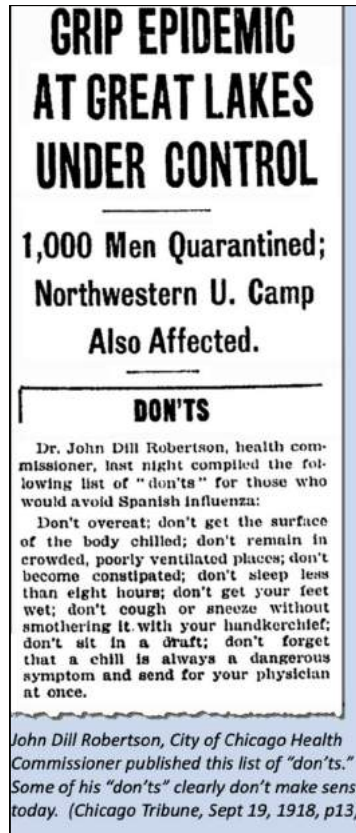 GRIP EPIDEMIC
AT GREAT LAKES
UNDER CONTROL
1,000 Men Quarantined;
Northwestern U. Camp
Also Affected.
DON'TS
Dr. John Dill Robertson, health com-
missioner, last night compiled the fol-
lowing list of "don'ts" for those who
would avoid Spanish influenza:
Don't overeat; don't get the surface
of the body chilled; don't remain in
crowded, poorly ventilated places; don't
become constipated; don't sleep less
than eight hours; don't get your feet
wet; don't cough or sneeze without
smothering it with your handkerchief;
don't sit in a draft; don't forget
that a chill is always a dangerous
symptom and send for your physician
at once.
John Dill Robertson, City of Chicago Health
Commissioner published this list of "don'ts."
Some of his "don'ts" clearly don't make sens
today. (Chicago Tribune, Sept 19, 1918, p13,